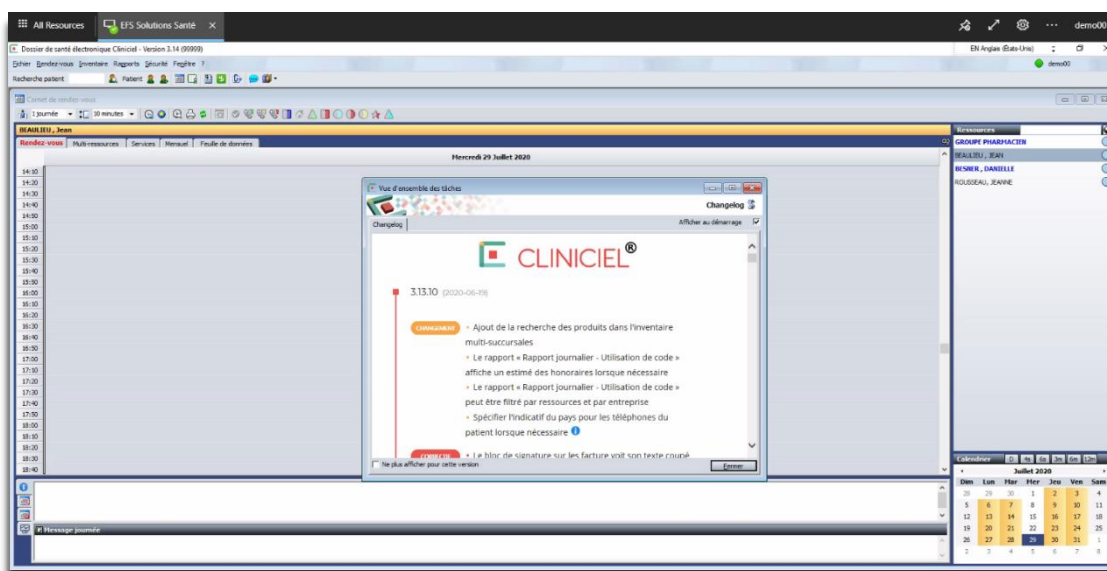 All Resources
EFS Solutions Santé
demo00
Dossier de santé électronique Cliniciel - Version 3.14 (99999)
EN Anglais (États-Unis)
Fichier Rendez-vous Inventaire Rapports Sécurité Fenêtre ?
demo00
Recherche patient
Patient
Carnet de rendez-vous
1 journée
10 minutes
BEAULIEU, Jean
Rendez-vous Multi-ressources Services Mensuel Feuille de données
Mercredi 29 Juillet 2020
14:10
14:20
14:30
14:40
14:50
15:00
15:10
15:20
15:30
15:40
15:50
16:00
16:10
16:20
16:30
16:40
16:50
17:00
17:10
17:20
17:30
17:40
17:50
18:00
18:10
18:20
18:30
18:40
Vue d'ensemble des tâches
Changelog
Changelog
Afficher au démarrage
CLINICIEL®
3.13.10 (2020-06-19)
CHANGEMENT
• Ajout de la recherche des produits dans l'inventaire
multi-succursales
• Le rapport « Rapport journalier - Utilisation de code »
affiche un estimé des honoraires lorsque nécessaire
• Le rapport « Rapport journalier - Utilisation de code »
peut être filtré par ressources et par entreprise
• Spécifier l'indicatif du pays pour les téléphones du
patient lorsque nécessaire
• Le bloc de signature sur les facture voit son texte coupé
Ne plus afficher pour cette version
Fermer
Ressources
GROUPE PHARMACIEN
BEAULIEU, JEAN
BESNER, DANIELLE
ROUSSEAU, JEANNE
Calendrier
Juillet 2020
Dim Lun Mar Mer Jeu Ven Sam
28 29 30 1 2 3 4
5 6 7 8 9 10 11
12 13 14 15 16 17 18
19 20 21 22 23 24 25
26 27 28 29 30 31 1
2 3 4 5 6 7 8
Message journée